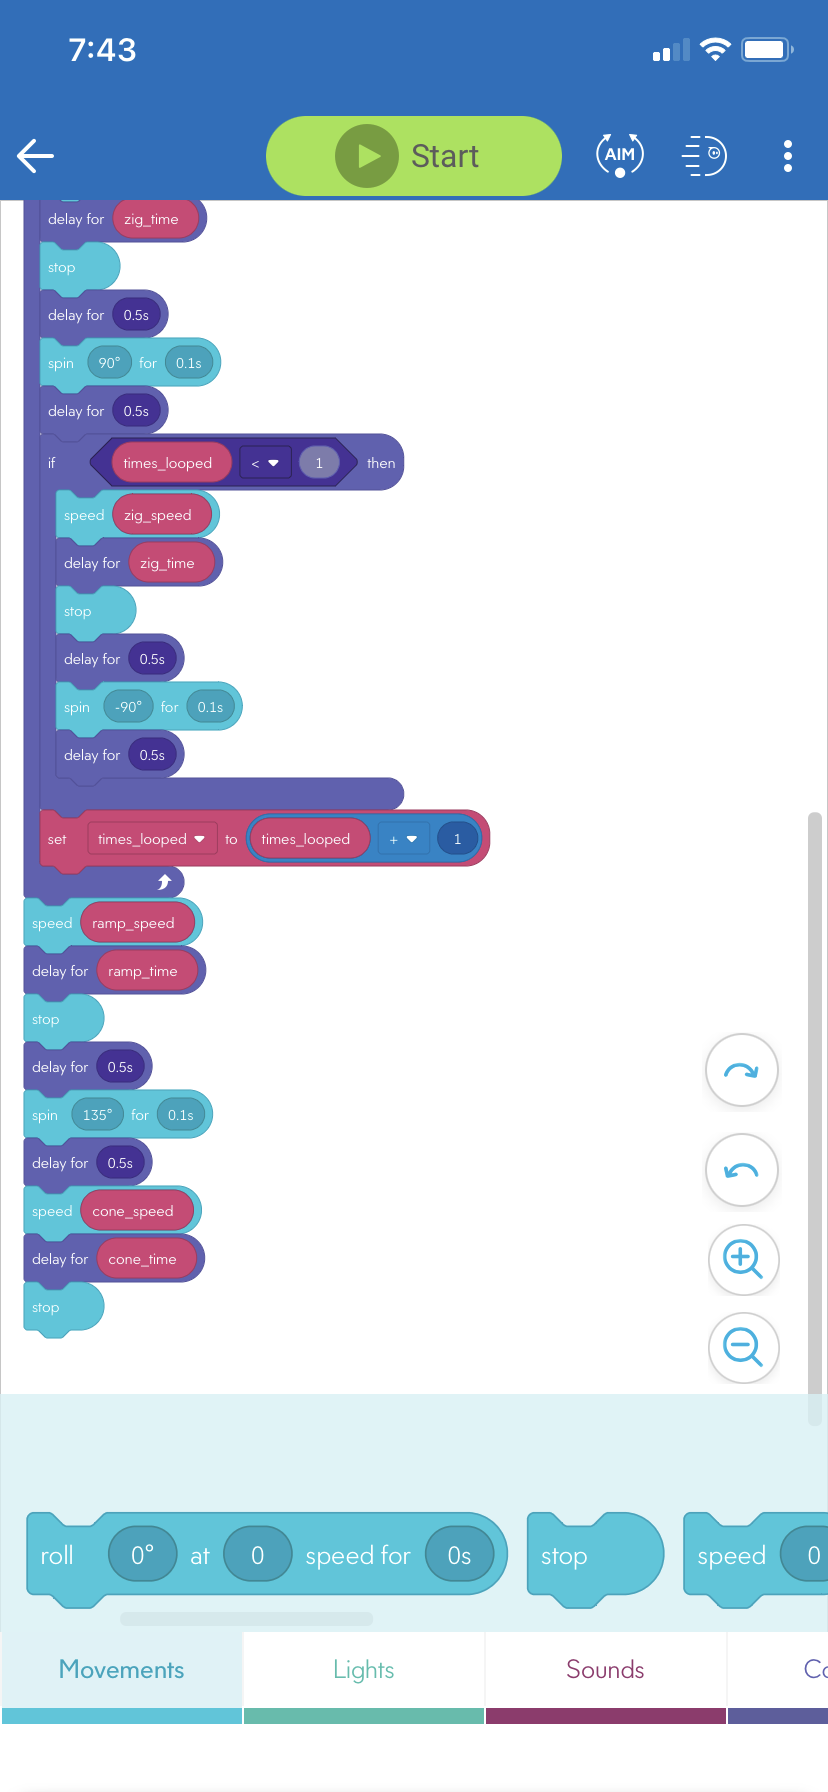 7:43
Start
AIM
delay for zig_time
stop
delay for 0.5s
spin 90° for 0.1s
delay for 0.5s
if times_looped < 1 then
speed zig_speed
delay for zig_time
stop
delay for 0.5s
spin -90° for 0.1s
delay for 0.5s
set times_looped to times_looped + 1
speed ramp_speed
delay for ramp_time
stop
delay for 0.5s
spin 135° for 0.1s
delay for 0.5s
speed cone_speed
delay for cone_time
stop
roll 0° at 0 speed for 0s
stop
speed 0
Movements
Lights
Sounds